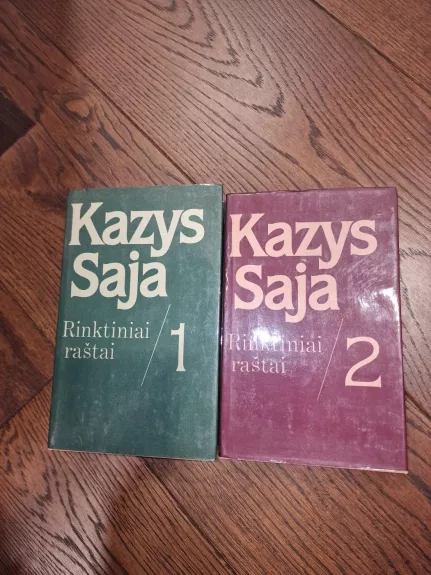 Kazys
Saja
Rinktiniai
raštai
/1
Kazys
Saja
Rinktiniai
raštai
/2